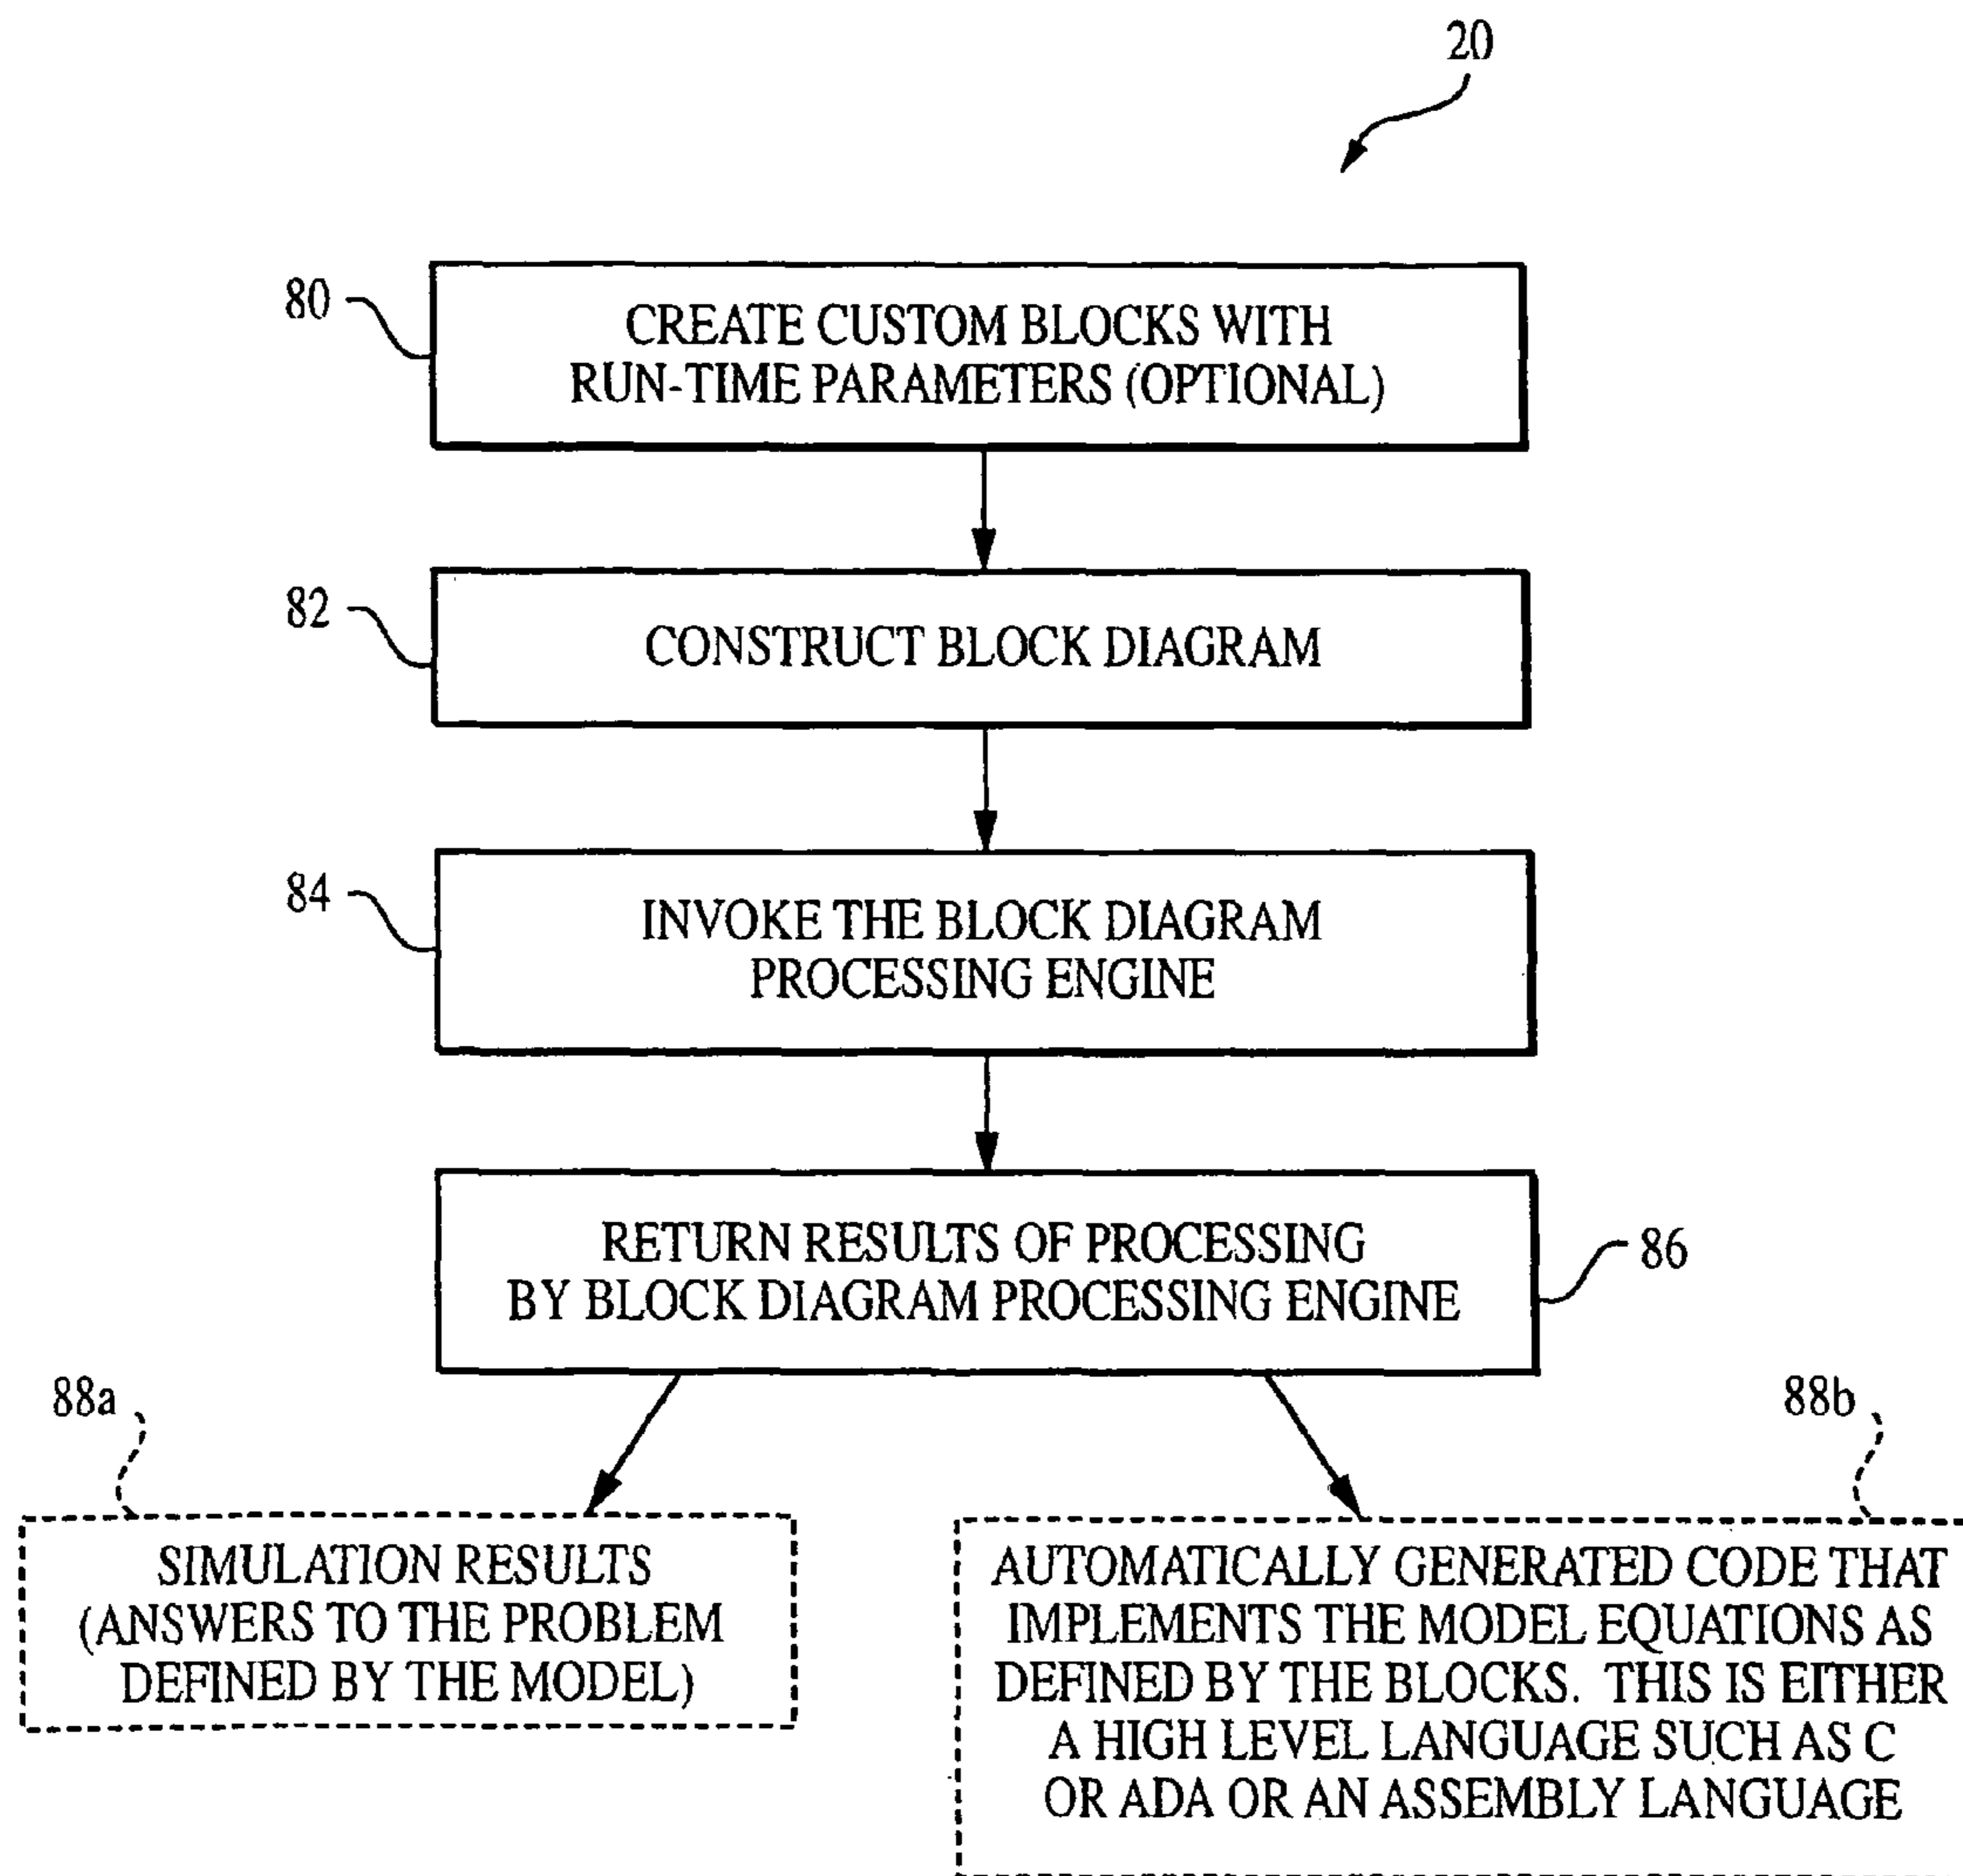 20
80
CREATE CUSTOM BLOCKS WITH
RUN-TIME PARAMETERS (OPTIONAL)
82
CONSTRUCT BLOCK DIAGRAM
84
INVOKE THE BLOCK DIAGRAM
PROCESSING ENGINE
RETURN RESULTS OF PROCESSING
BY BLOCK DIAGRAM PROCESSING ENGINE
86
88a
SIMULATION RESULTS
(ANSWERS TO THE PROBLEM
DEFINED BY THE MODEL)
88b
AUTOMATICALLY GENERATED CODE THAT
IMPLEMENTS THE MODEL EQUATIONS AS
DEFINED BY THE BLOCKS. THIS IS EITHER
A HIGH LEVEL LANGUAGE SUCH AS C
OR ADA OR AN ASSEMBLY LANGUAGE